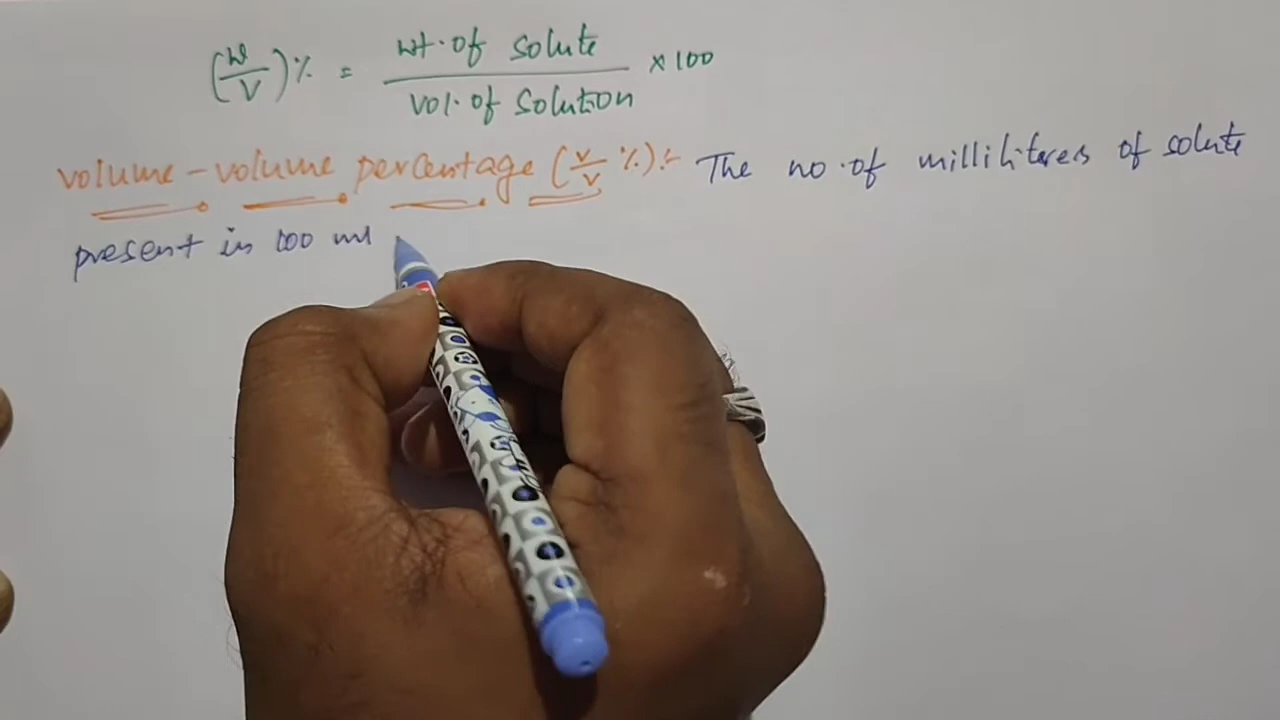 (W/V)% = wt. of solute / vol. of solution × 100
volume - volume percentage (v/v %):- The no. of milliliteres of solute
present in 100 ml